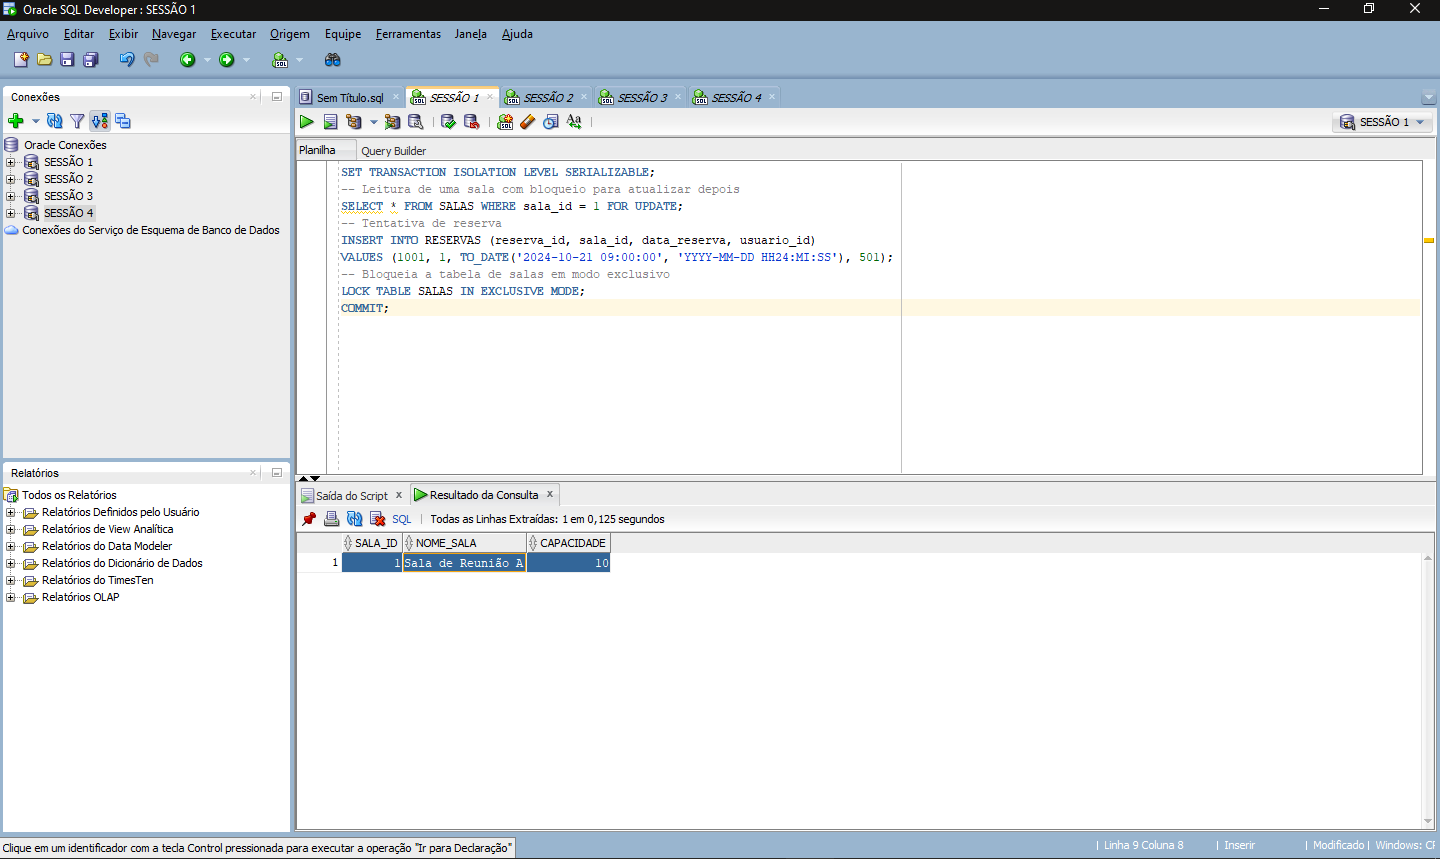 Oracle SQL Developer : SESSÃO 1
Arquivo Editar Exibir Navegar Executar Origem Equipe Ferramentas Janela Ajuda
Conexões
Oracle Conexões
SESSÃO 1
SESSÃO 2
SESSÃO 3
SESSÃO 4
Conexões do Serviço de Esquema de Banco de Dados
Relatórios
Todos os Relatórios
Relatórios Definidos pelo Usuário
Relatórios de View Analítica
Relatórios do Data Modeler
Relatórios do Dicionário de Dados
Relatórios do TimesTen
Relatórios OLAP
Sem Título.sql SESSÃO 1 SESSÃO 2 SESSÃO 3 SESSÃO 4
SESSÃO 1
Planilha Query Builder
SET TRANSACTION ISOLATION LEVEL SERIALIZABLE;
-- Leitura de uma sala com bloqueio para atualizar depois
SELECT * FROM SALAS WHERE sala_id = 1 FOR UPDATE;
-- Tentativa de reserva
INSERT INTO RESERVAS (reserva_id, sala_id, data_reserva, usuario_id)
VALUES (1001, 1, TO_DATE('2024-10-21 09:00:00', 'YYYY-MM-DD HH24:MI:SS'), 501);
-- Bloqueia a tabela de salas em modo exclusivo
LOCK TABLE SALAS IN EXCLUSIVE MODE;
COMMIT;
Saída do Script x Resultado da Consulta x
SQL | Todas as Linhas Extraídas: 1 em 0,125 segundos
SALA_ID NOME_SALA CAPACIDADE
1 1 Sala de Reunião A 10
Clique em um identificador com a tecla Control pressionada para executar a operação "Ir para Declaração"
| Linha 9 Coluna 8 | Inserir | Modificado | Windows: CF